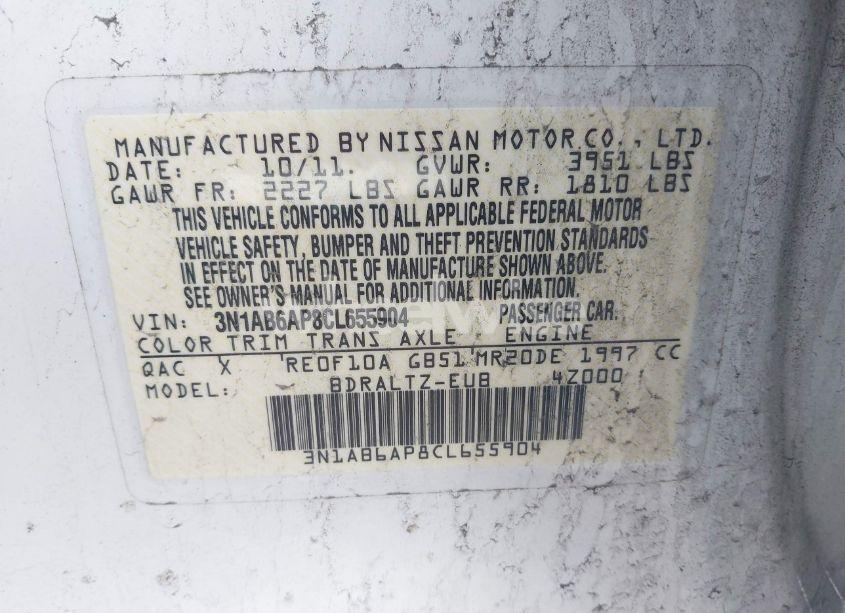 MANUFACTURED BY NISSAN MOTOR CO., LTD.
DATE: 10/11. GVWR: 3951 LBS
GAWR FR: 2227 LBS GAWR RR: 1810 LBS
THIS VEHICLE CONFORMS TO ALL APPLICABLE FEDERAL MOTOR
VEHICLE SAFETY, BUMPER AND THEFT PREVENTION STANDARDS
IN EFFECT ON THE DATE OF MANUFACTURE SHOWN ABOVE.
SEE OWNER'S MANUAL FOR ADDITIONAL INFORMATION.
VIN: 3N1AB6AP8CL655904 PASSENGER CAR.
COLOR TRIM TRANS AXLE ENGINE
QAC X RE0F10A GB51 MR20DE 1997 CC
MODEL: BDRALTZ-EUB 4Z000
3N1AB6AP8CL655904